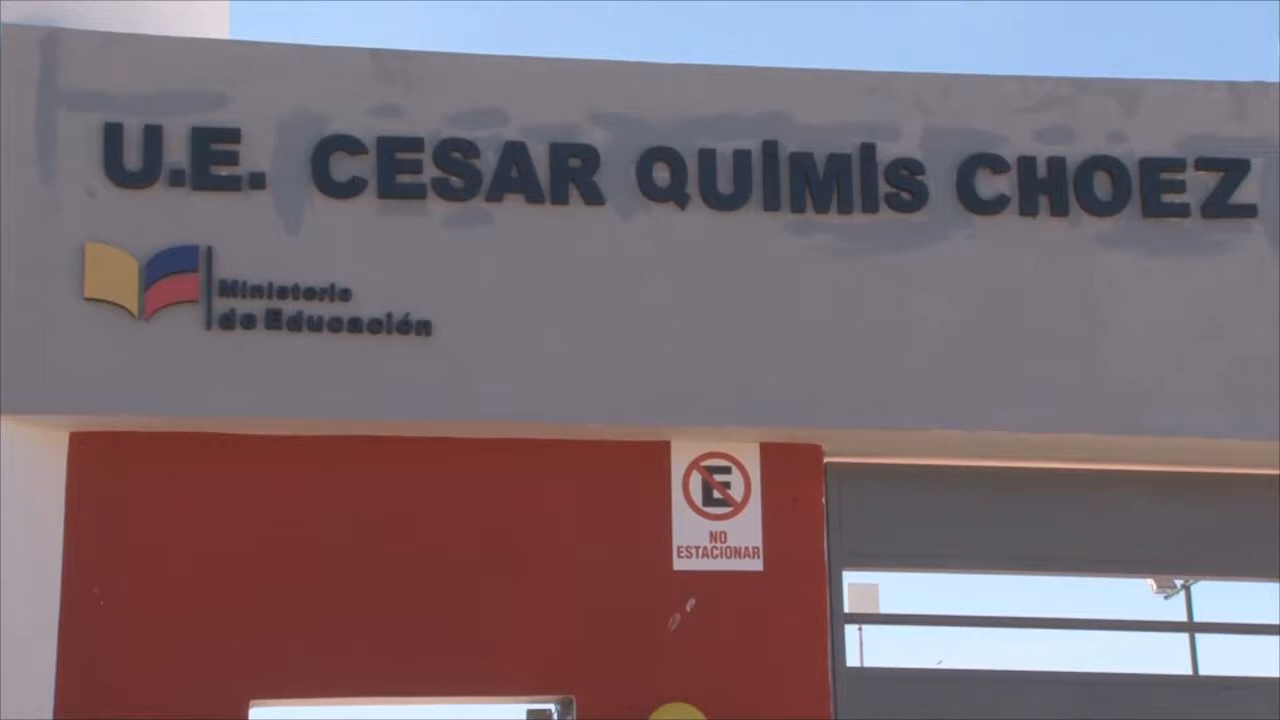 U.E. CESAR QUIMIS CHOEZ
Ministerio
de Educación
E
NO
ESTACIONAR